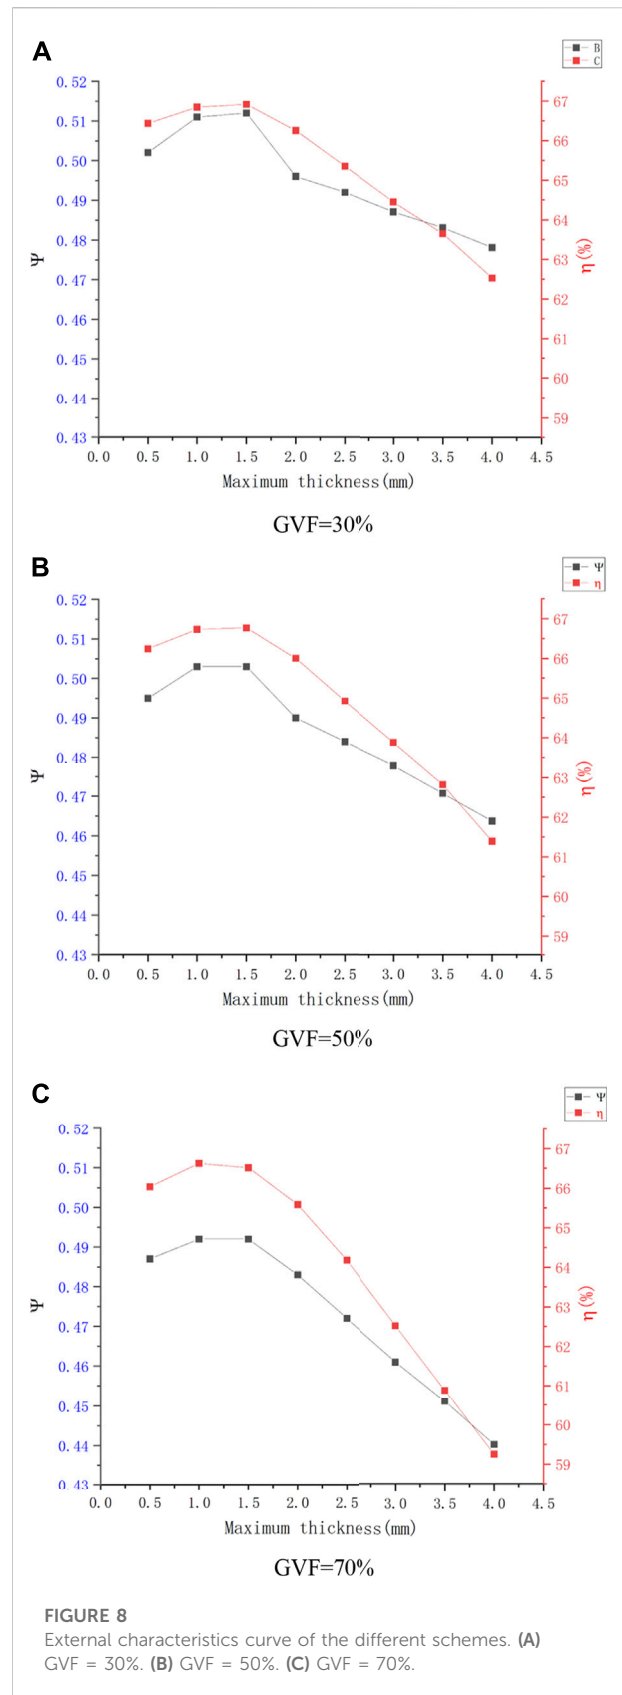 A
B
C
0.52
0.51
0.50
0.49
0.48
0.47
0.46
0.45
0.44
0.43
Ψ
67
66
65
64
63
62
61
60
59
η(%)
0.0 0.5 1.0 1.5 2.0 2.5 3.0 3.5 4.0 4.5
Maximum thickness(mm)
GVF=30%
B
Ψ
η
0.52
0.51
0.50
0.49
0.48
0.47
0.46
0.45
0.44
0.43
Ψ
67
66
65
64
63
62
61
60
59
η(%)
0.0 0.5 1.0 1.5 2.0 2.5 3.0 3.5 4.0 4.5
Maximum thickness(mm)
GVF=50%
C
Ψ
η
0.52
0.51
0.50
0.49
0.48
0.47
0.46
0.45
0.44
0.43
Ψ
67
66
65
64
63
62
61
60
59
η(%)
0.0 0.5 1.0 1.5 2.0 2.5 3.0 3.5 4.0 4.5
Maximum thickness(mm)
GVF=70%
FIGURE 8
External characteristics curve of the different schemes. (A)
GVF = 30%. (B) GVF = 50%. (C) GVF = 70%.